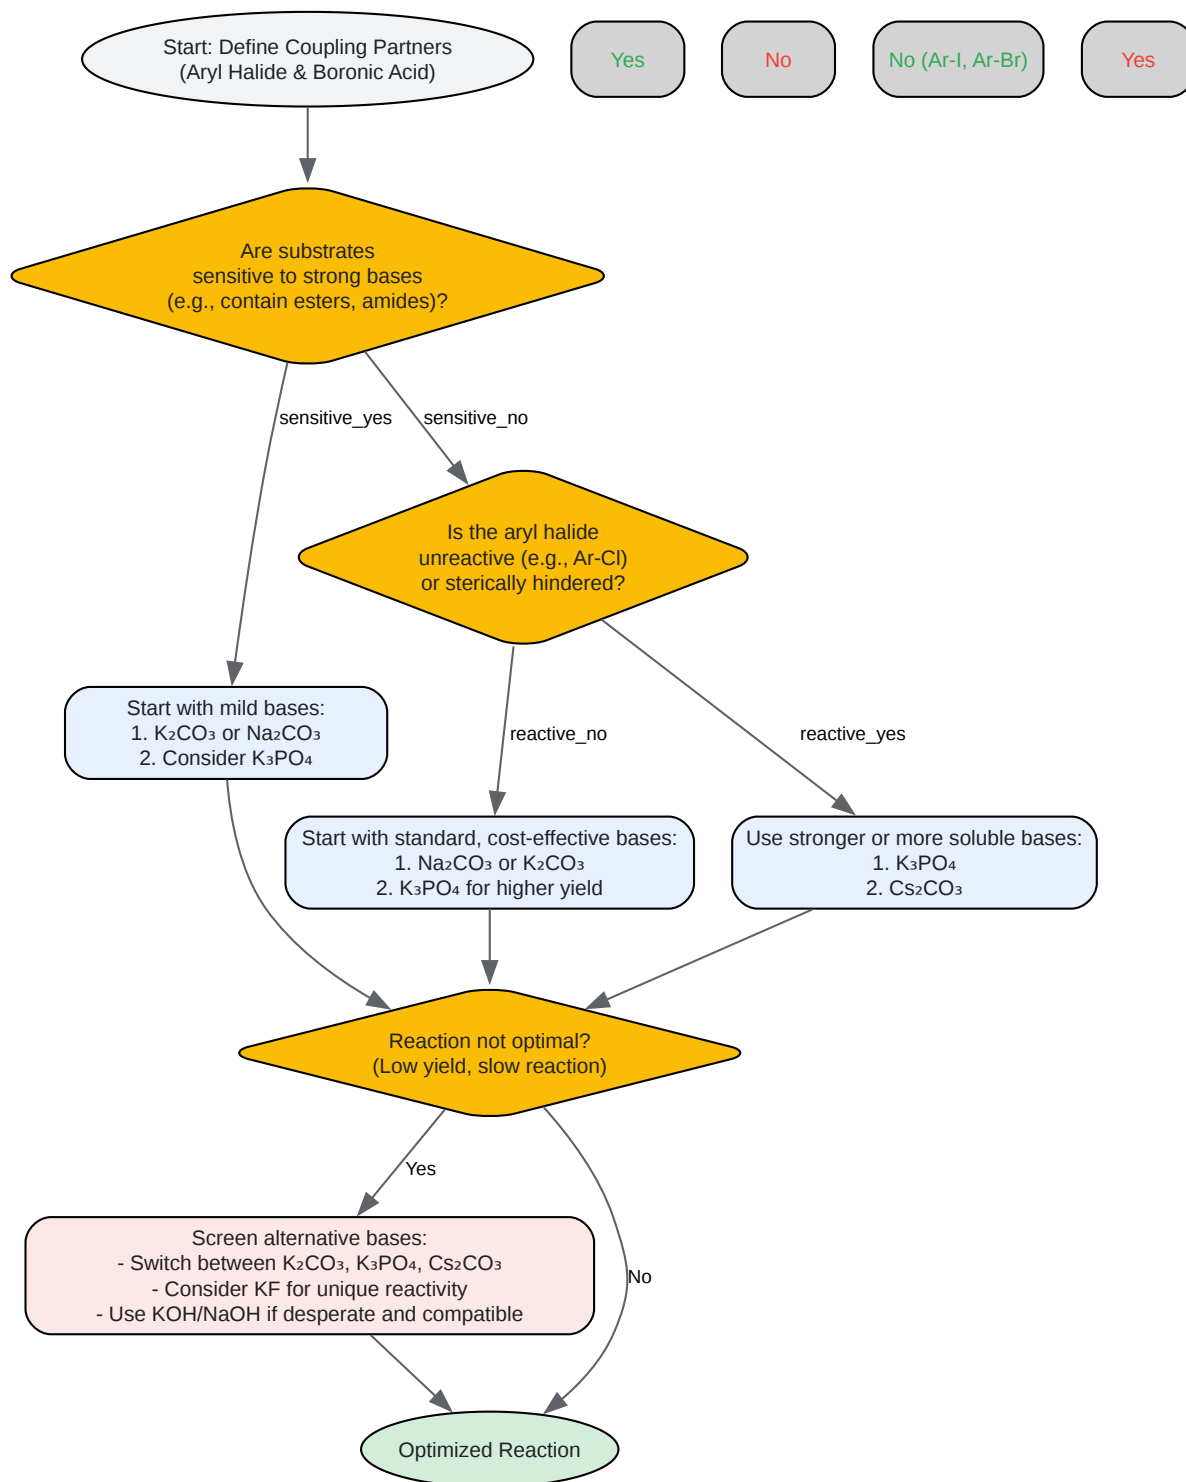 Start: Define Coupling Partners
(Aryl Halide & Boronic Acid)
Yes
No
No (Ar-I, Ar-Br)
Yes
Are substrates
sensitive to strong bases
(e.g., contain esters, amides)?
sensitive_yes
sensitive_no
Is the aryl halide
unreactive (e.g., Ar-Cl)
or sterically hindered?
Start with mild bases:
1. K₂CO₃ or Na₂CO₃
2. Consider K₃PO₄
reactive_no
reactive_yes
Start with standard, cost-effective bases:
1. Na₂CO₃ or K₂CO₃
2. K₃PO₄ for higher yield
Use stronger or more soluble bases:
1. K₃PO₄
2. Cs₂CO₃
Reaction not optimal?
(Low yield, slow reaction)
Yes
No
Screen alternative bases:
- Switch between K₂CO₃, K₃PO₄, Cs₂CO₃
- Consider KF for unique reactivity
- Use KOH/NaOH if desperate and compatible
Optimized Reaction